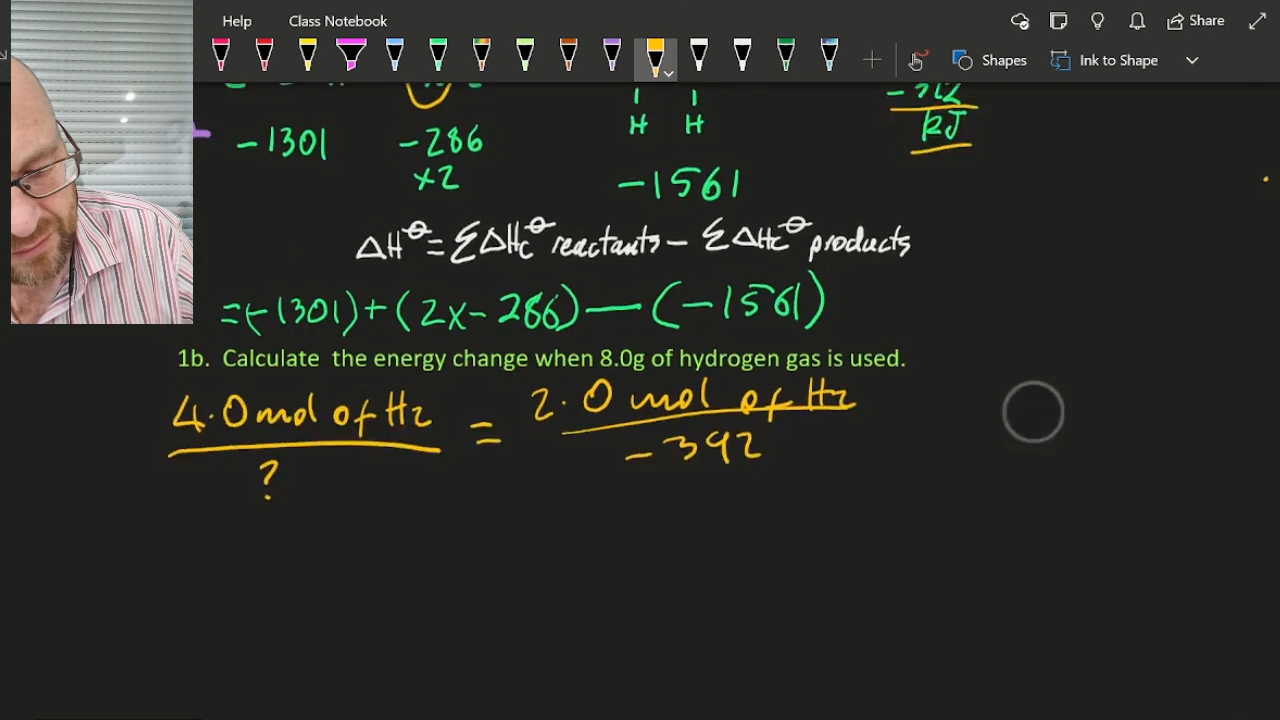 Help Class Notebook Share
Shapes Ink to Shape
kJ
H H
-1301 -286
x2
-1561
ΔH⊖ = ΣΔHc⊖ reactants - ΣΔHc⊖ products
=(-1301)+(2x-286)-(-1561)
1b. Calculate the energy change when 8.0g of hydrogen gas is used.
4.0 mol of H2 = 2.0 mol of H2
? -392